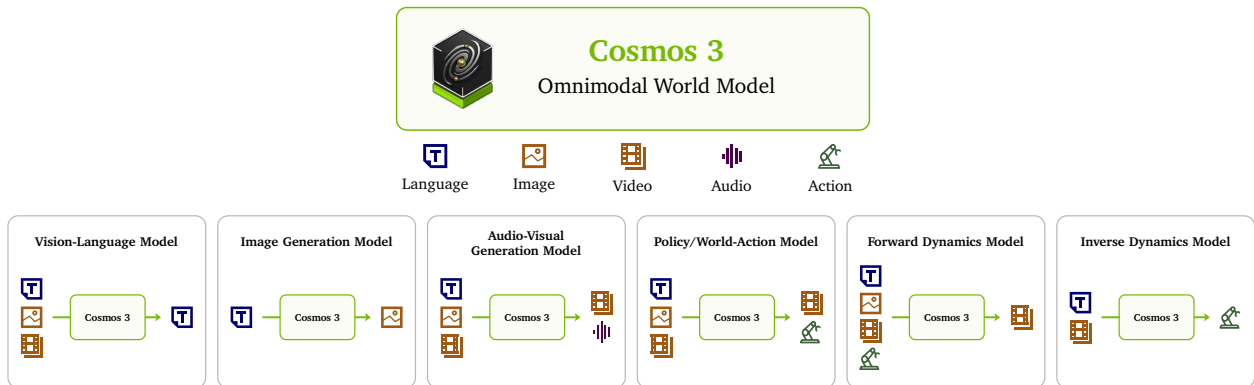 Cosmos 3
Omnimodal World Model
Language
Image
Video
Audio
Action
Vision-Language Model
T
T
Cosmos 3
Image Generation Model
T
Cosmos 3
Audio-Visual
Generation Model
T
Cosmos 3
Policy/World-Action Model
T
Cosmos 3
Forward Dynamics Model
T
Cosmos 3
Inverse Dynamics Model
T
Cosmos 3